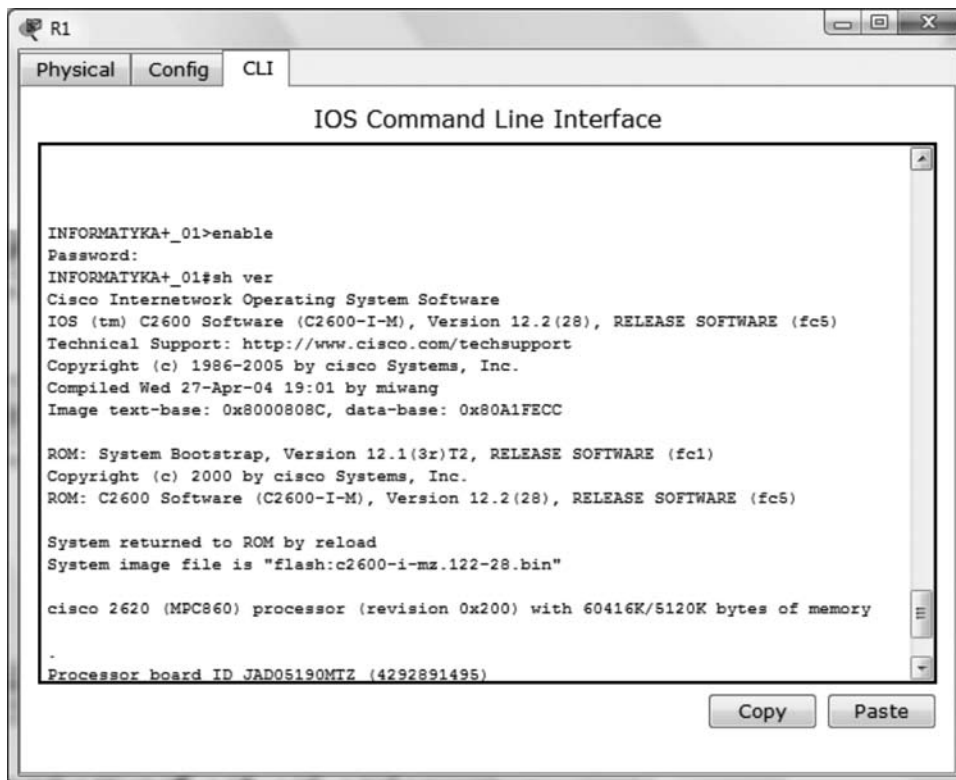 R1
Physical Config CLI
IOS Command Line Interface
INFORMATYKA+_01>enable
Password:
INFORMATYKA+_01#sh ver
Cisco Internetwork Operating System Software
IOS (tm) C2600 Software (C2600-I-M), Version 12.2(28), RELEASE SOFTWARE (fc5)
Technical Support: http://www.cisco.com/techsupport
Copyright (c) 1986-2005 by cisco Systems, Inc.
Compiled Wed 27-Apr-04 19:01 by miwang
Image text-base: 0x8000808C, data-base: 0x80A1FECC
ROM: System Bootstrap, Version 12.1(3r)T2, RELEASE SOFTWARE (fc1)
Copyright (c) 2000 by cisco Systems, Inc.
ROM: C2600 Software (C2600-I-M), Version 12.2(28), RELEASE SOFTWARE (fc5)
System returned to ROM by reload
System image file is "flash:c2600-i-mz.122-28.bin"
cisco 2620 (MPC860) processor (revision 0x200) with 60416K/5120K bytes of memory
.
Processor board ID JAD05190MTZ (4292891495)
Copy Paste